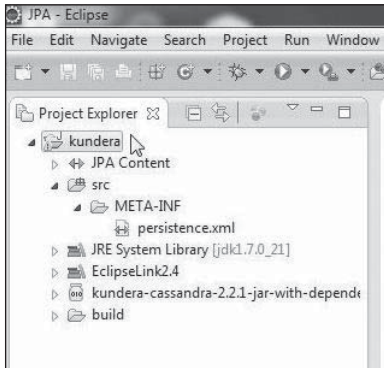 JPA - Eclipse
File Edit Navigate Search Project Run Window
Project Explorer
kundera
JPA Content
src
META-INF
persistence.xml
JRE System Library [jdk1.7.0_21]
EclipseLink2.4
kundera-cassandra-2.2.1-jar-with-depende
build